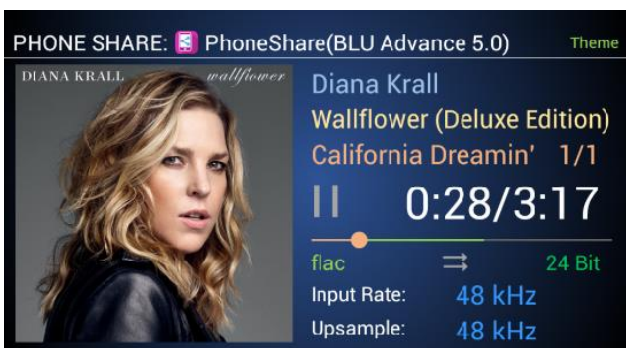 PHONE SHARE: PhoneShare(BLU Advance 5.0) Theme
DIANA KRALL wallflower
Diana Krall
Wallflower (Deluxe Edition)
California Dreamin' 1/1
0:28/3:17
flac 24 Bit
Input Rate: 48 kHz
Upsample: 48 kHz